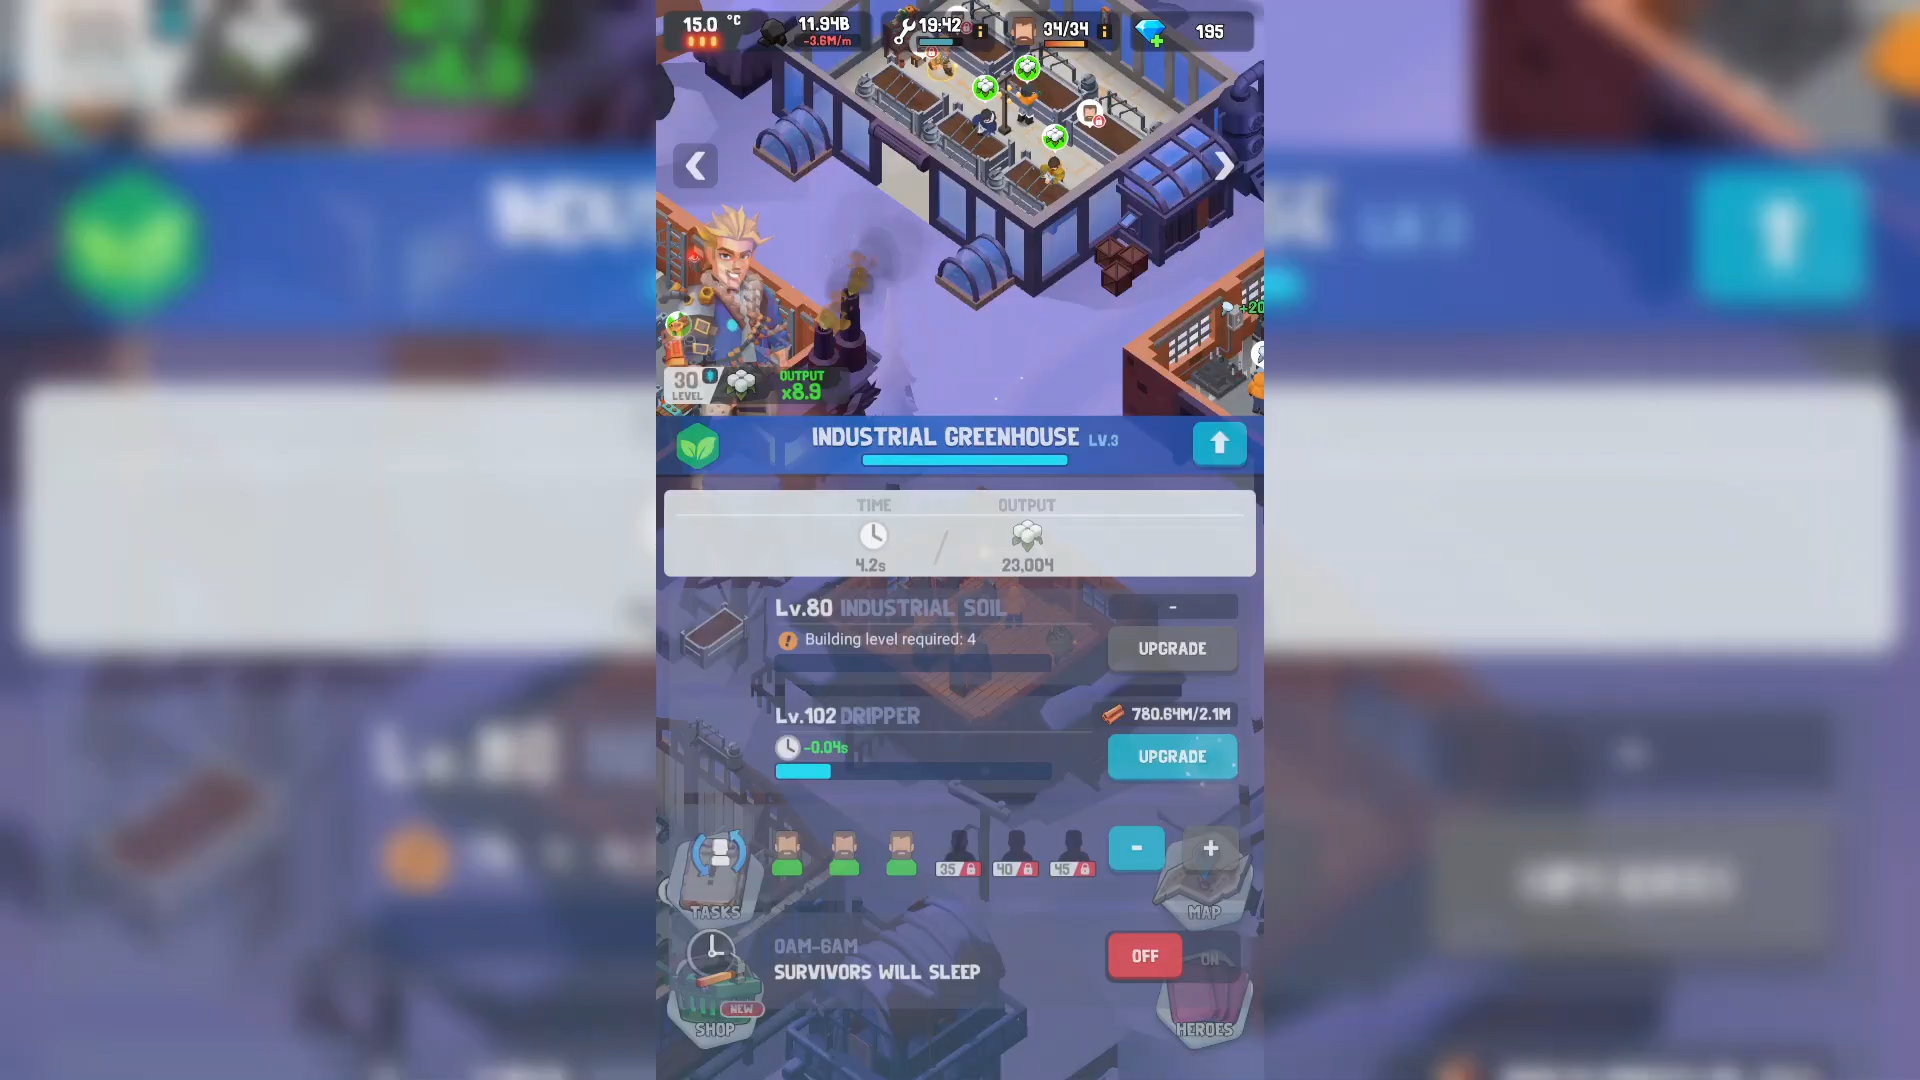 15.0 °C
11.94B
-3.6M/m
19:42
34/34
195
+20
30
LEVEL
OUTPUT
x8.9
INDUSTRIAL GREENHOUSE LV.3
TIME
OUTPUT
4.2s
/
23,004
Lv.80 INDUSTRIAL SOIL
-
Building level required: 4
UPGRADE
Lv.102 DRIPPER
780.64M/2.1M
-0.04s
UPGRADE
35
40
45
-
+
TASKS
MAP
0AM-6AM
SURVIVORS WILL SLEEP
OFF
ON
NEW
SHOP
HEROES